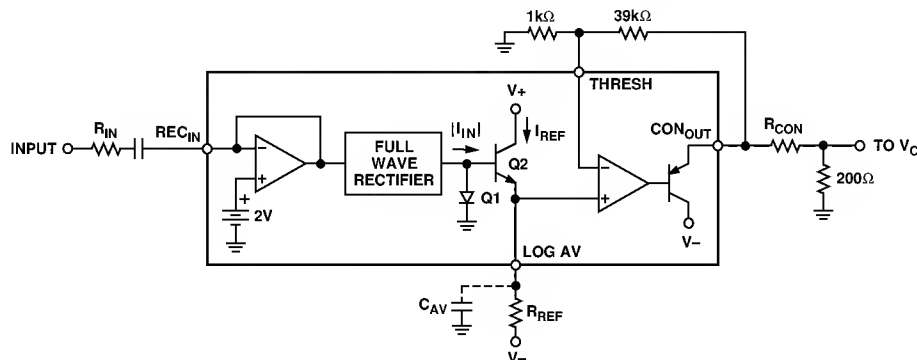 1kΩ
39kΩ
THRESH
V+
INPUT
R_IN
REC_IN
FULL WAVE RECTIFIER
|I_IN|
I_REF
Q2
Q1
CON_OUT
R_CON
TO V_C
200Ω
+
2V
−
+
−
+
V−
LOG AV
C_AV
R_REF
V−